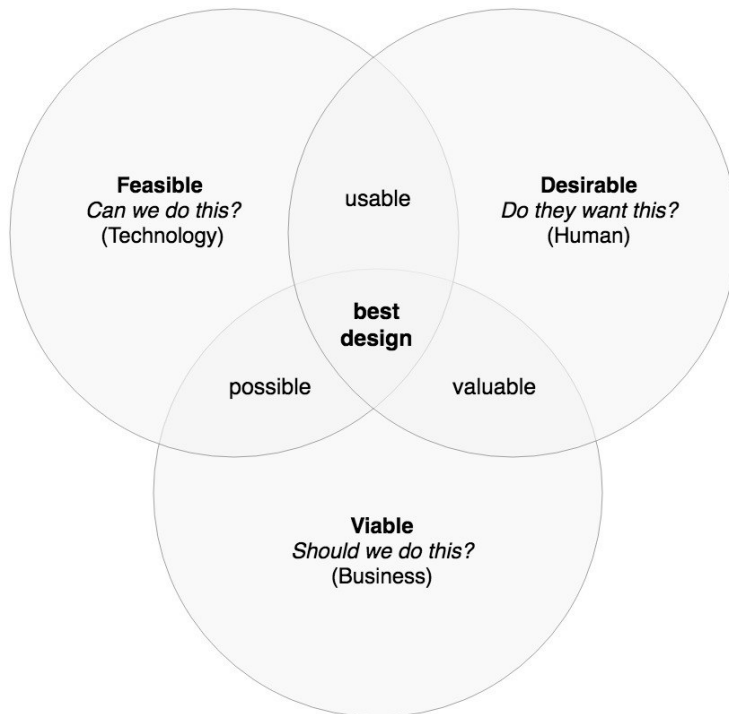 Feasible
Can we do this?
(Technology)
usable
Desirable
Do they want this?
(Human)
best
design
possible
valuable
Viable
Should we do this?
(Business)